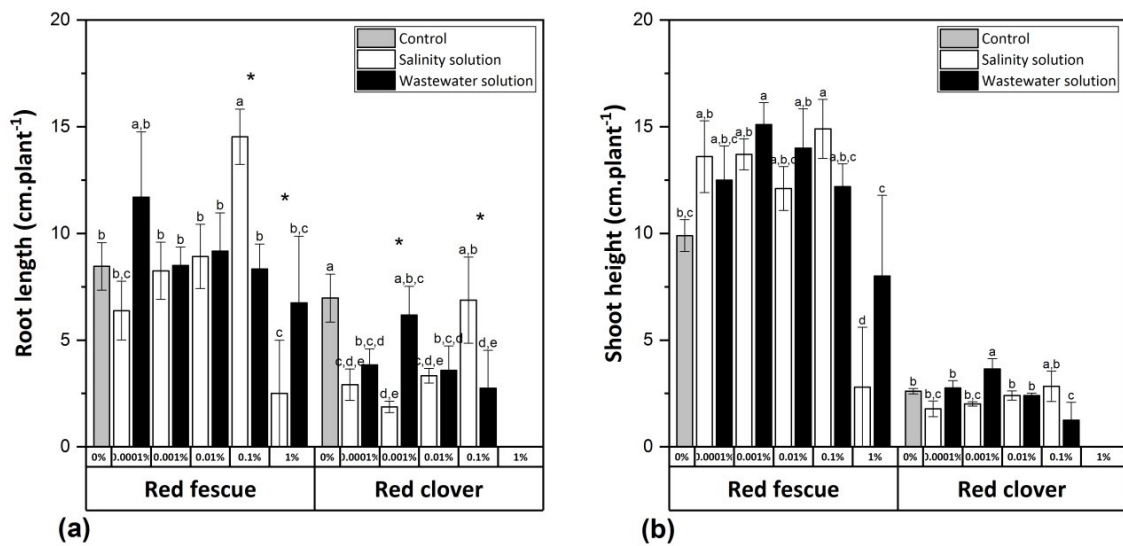 20
15
10
5
0
Root length (cm.plant-1)
Control
Salinity solution
Wastewater solution
b
b,c
a,b
b
b
b
b
a
*
b
c
*
b,c
a
c,d,e
b,c,d
d,e
*
a,b,c
c,d,e
b,c,d
a,b
*
d,e
0% 0.0001% 0.001% 0.01% 0.1% 1% 0% 0.0001% 0.001% 0.01% 0.1% 1%
Red fescue Red clover
(a)
20
15
10
5
0
Shoot height (cm.plant-1)
Control
Salinity solution
Wastewater solution
b,c
a,b
a,b,c
a,b
a
a,b,c
a,b
a
a,b,c
d
c
b
b,c
b
b,c
a
b
b
a,b
c
0% 0.0001% 0.001% 0.01% 0.1% 1% 0% 0.0001% 0.001% 0.01% 0.1% 1%
Red fescue Red clover
(b)